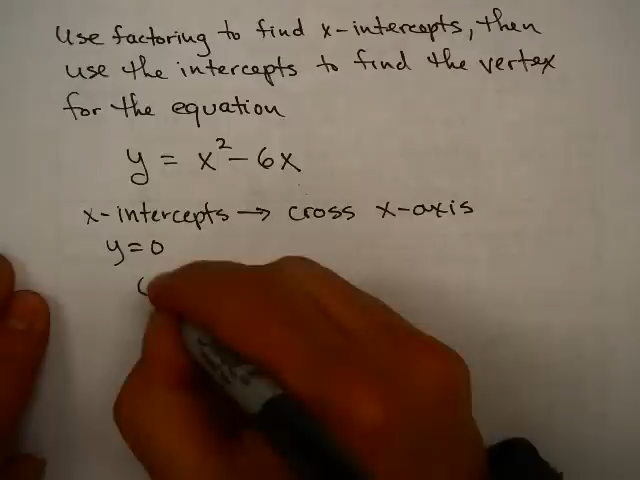 Use factoring to find x-intercepts, then
use the intercepts to find the vertex
for the equation
y = x² - 6x
x-intercepts → cross x-axis
y = 0